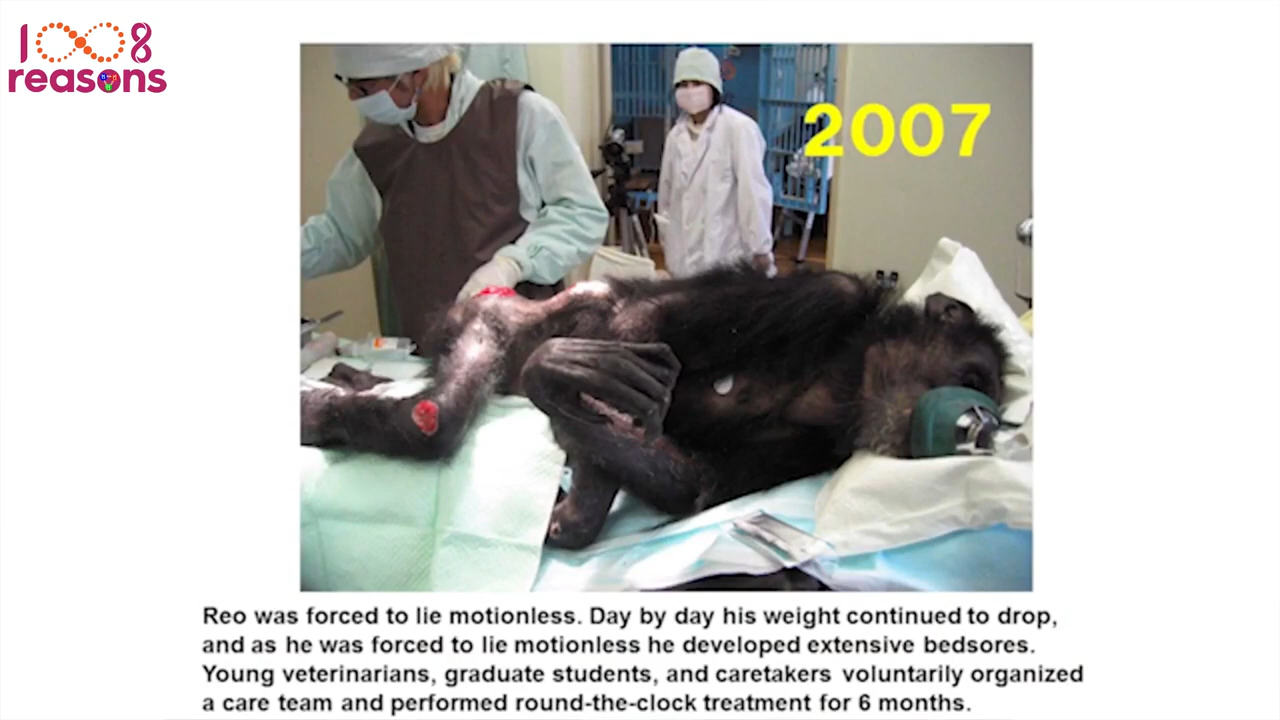 1008
reasons
2007
Reo was forced to lie motionless. Day by day his weight continued to drop,
and as he was forced to lie motionless he developed extensive bedsores.
Young veterinarians, graduate students, and caretakers voluntarily organized
a care team and performed round-the-clock treatment for 6 months.